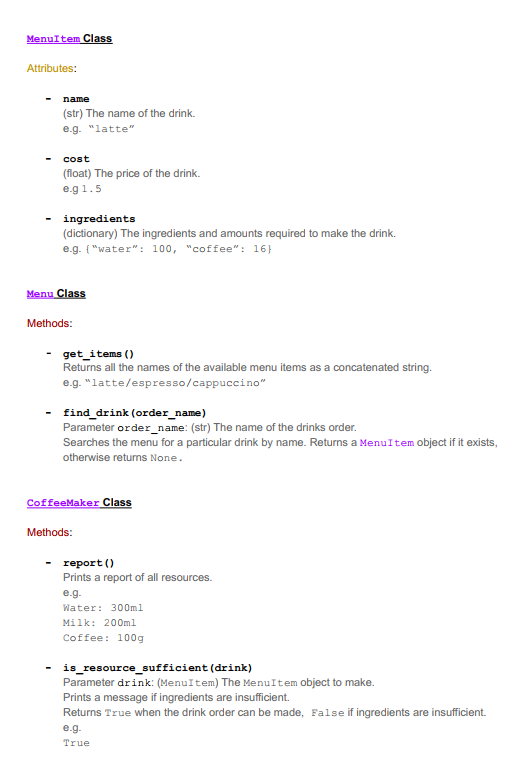 MenuItem Class
Attributes:
- name
(str) The name of the drink.
e.g. “latte”
- cost
(float) The price of the drink.
e.g 1.5
- ingredients
(dictionary) The ingredients and amounts required to make the drink.
e.g. {“water”: 100, “coffee”: 16}
Menu Class
Methods:
- get_items()
Returns all the names of the available menu items as a concatenated string.
e.g. “latte/espresso/cappuccino”
- find_drink(order_name)
Parameter order_name: (str) The name of the drinks order.
Searches the menu for a particular drink by name. Returns a MenuItem object if it exists,
otherwise returns None.
CoffeeMaker Class
Methods:
- report()
Prints a report of all resources.
e.g.
Water: 300ml
Milk: 200ml
Coffee: 100g
- is_resource_sufficient(drink)
Parameter drink: (MenuItem) The MenuItem object to make.
Prints a message if ingredients are insufficient.
Returns True when the drink order can be made, False if ingredients are insufficient.
e.g.
True